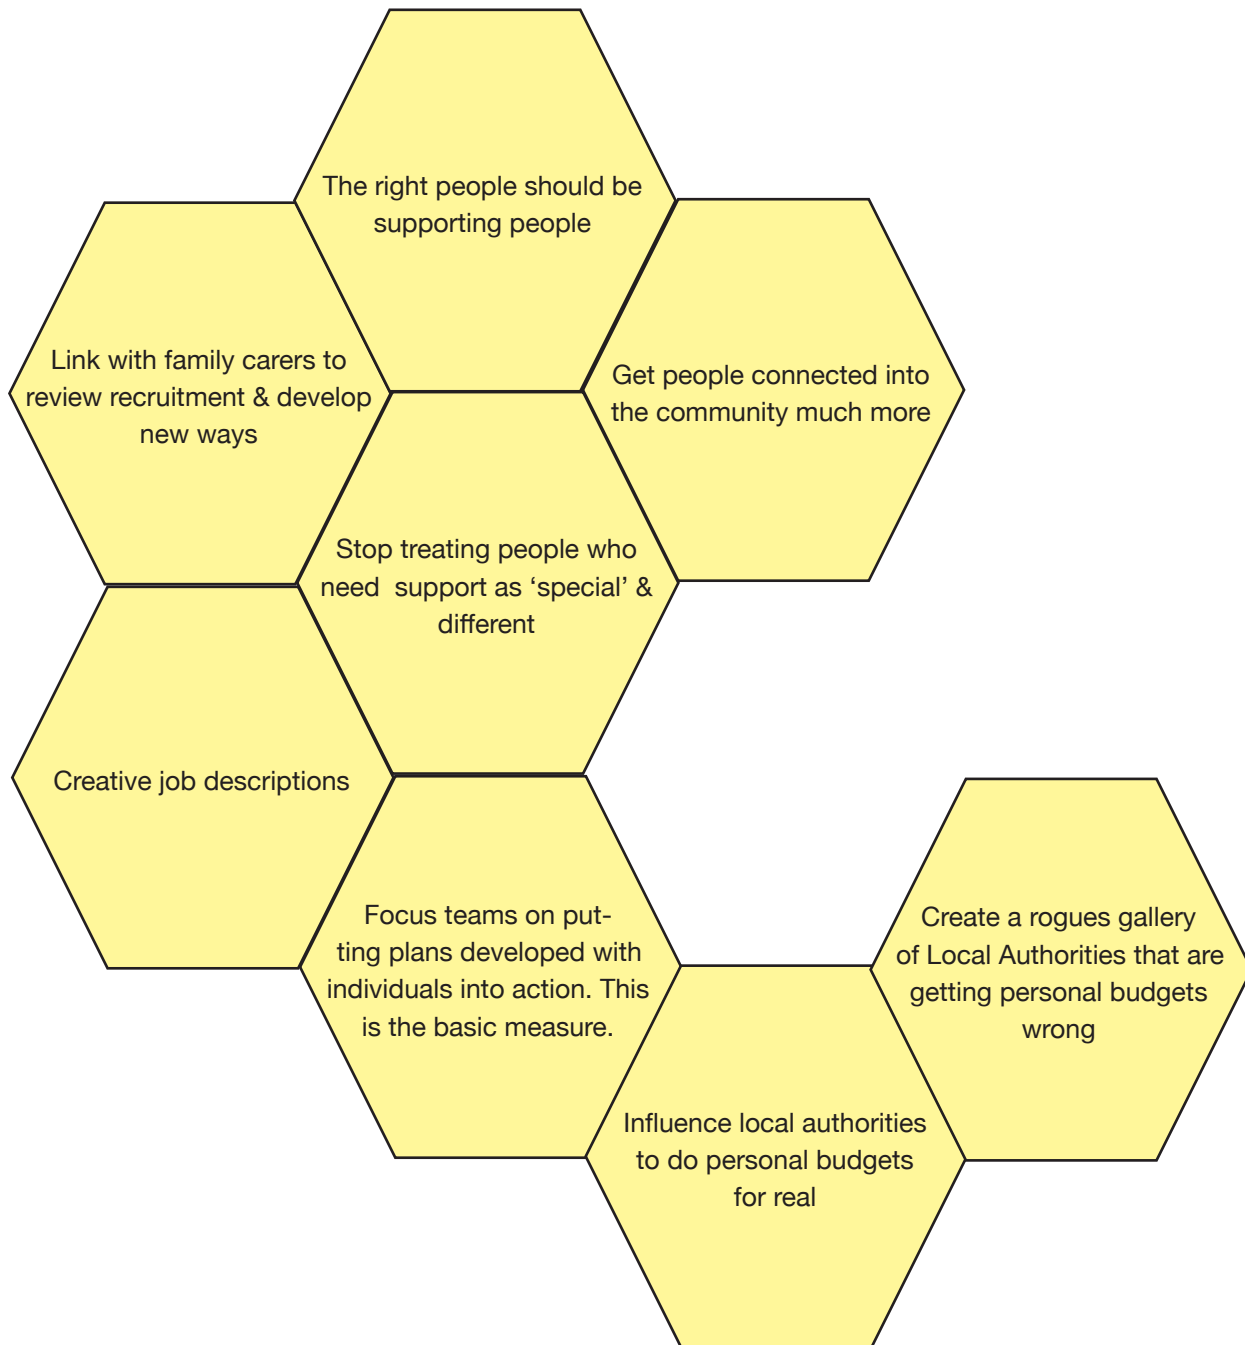 The right people should be
supporting people
Link with family carers to
review recruitment & develop
new ways
Get people connected into
the community much more
Stop treating people who
need  support as ‘special’ &
different
Creative job descriptions
Focus teams on put-
ting plans developed with
individuals into action. This
is the basic measure.
Create a rogues gallery
of Local Authorities that are
getting personal budgets
wrong
Influence local authorities
to do personal budgets
for real